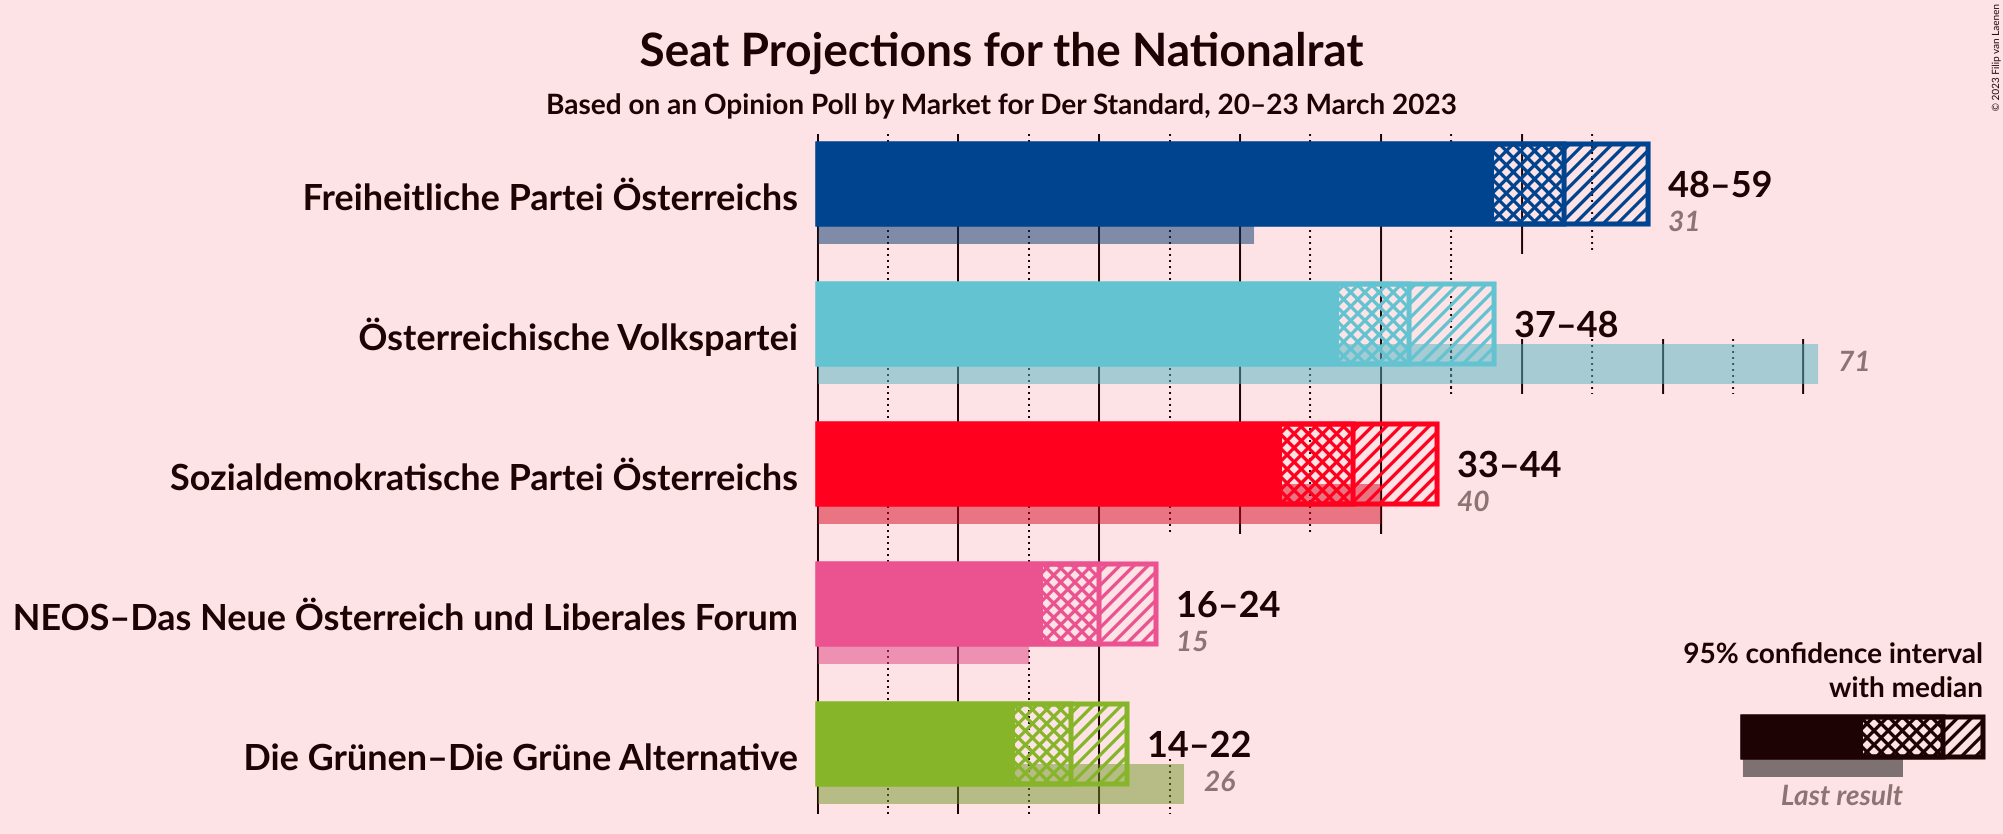 Seat Projections for the Nationalrat
Based on an Opinion Poll by Market for Der Standard, 20–23 March 2023
© 2023 Filip van Laenen
Freiheitliche Partei Österreichs
48–59
31
Österreichische Volkspartei
37–48
71
Sozialdemokratische Partei Österreichs
33–44
40
NEOS–Das Neue Österreich und Liberales Forum
16–24
15
Die Grünen–Die Grüne Alternative
14–22
26
95% confidence interval
with median
Last result